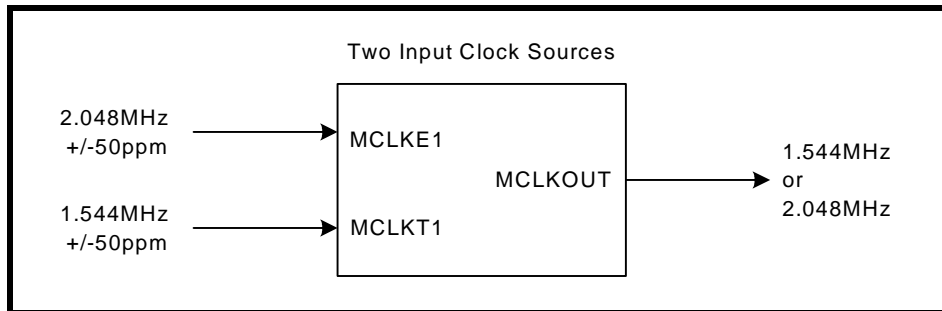 Two Input Clock Sources
2.048MHz
+/-50ppm
MCLKE1
1.544MHz
or
2.048MHz
MCLKOUT
1.544MHz
+/-50ppm
MCLKT1